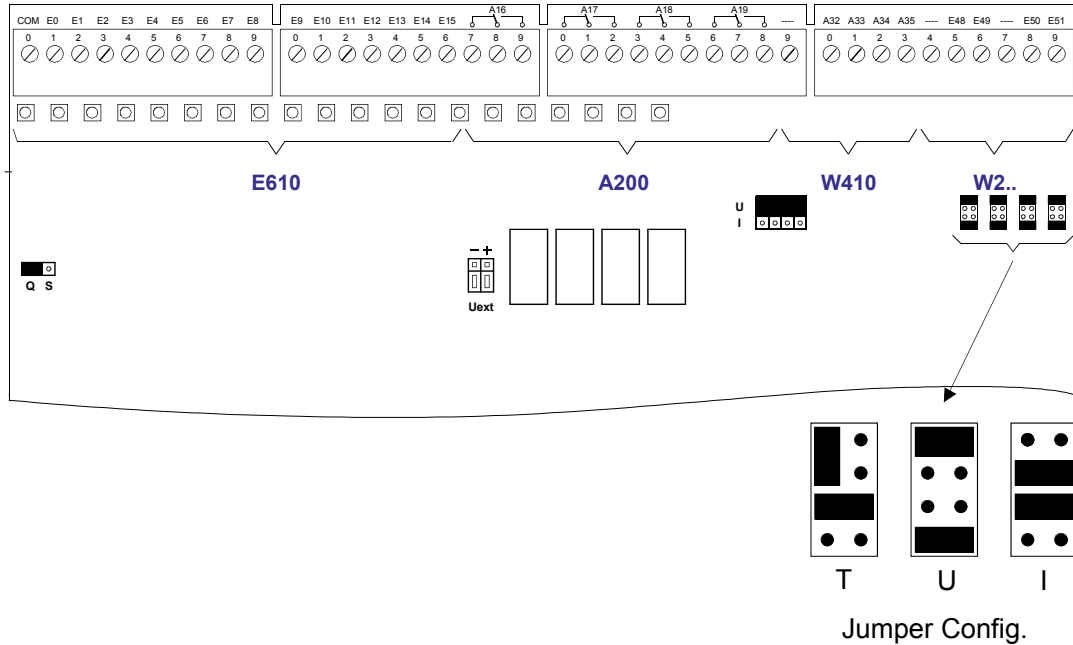 A16 A17 A18 A19
COM E0 E1 E2 E3 E4 E5 E6 E7 E8 E9 E10 E11 E12 E13 E14 E15 ---- A32 A33 A34 A35 ---- E48 E49 ---- E50 E51
0 1 2 3 4 5 6 7 8 9 0 1 2 3 4 5 6 7 8 9 0 1 2 3 4 5 6 7 8 9 0 1 2 3 4 5 6 7 8 9
E610 A200 W410 W2..
U
I
- +
Q S
Uext
T U I
Jumper Config.